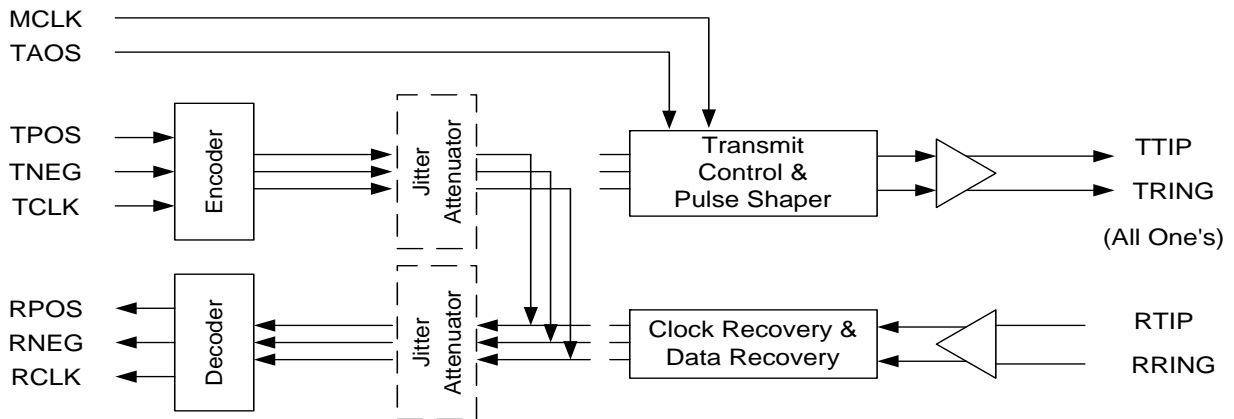 MCLK
TAOS
TPOS
TNEG
TCLK
Encoder
Jitter
Attenuator
Transmit
Control &
Pulse Shaper
TTIP
TRING
(All One's)
RPOS
RNEG
RCLK
Decoder
Jitter
Attenuator
Clock Recovery &
Data Recovery
RTIP
RRING